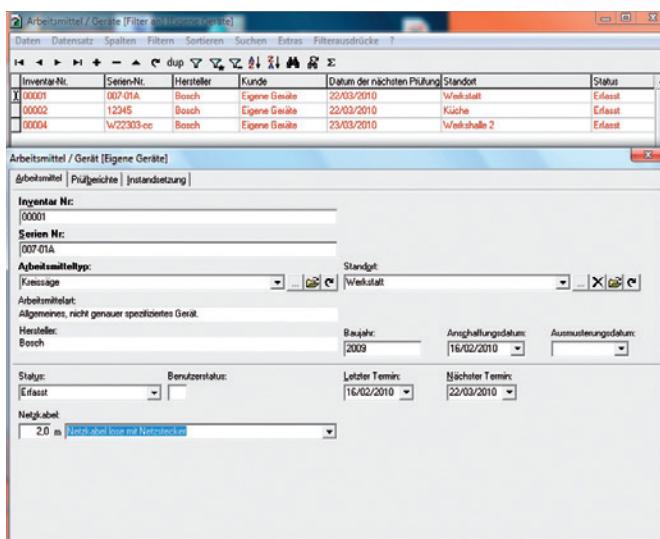 Arbeitsmittel / Geräte [Filter an] [Eigene Geräte]
Daten Datensatz Spalten Filtern Sortieren Suchen Extras Filterausdrücke ?
dup Σ
Inventar-Nr. Serien-Nr. Hersteller Kunde Datum der nächsten Prüfung Standort Status
00001 007-01A Bosch Eigene Geräte 22/03/2010 Werkstatt Erfasst
00002 12345 Bosch Eigene Geräte 22/03/2010 Küche Erfasst
00004 W22303-cc Bosch Eigene Geräte 23/03/2010 Werkshalle 2 Erfasst
Arbeitsmittel / Gerät [Eigene Geräte]
Arbeitsmittel Prüfberichte Instandsetzung
Inventar Nr:
00001
Serien Nr:
007-01A
Arbeitsmitteltyp: Standort:
Kreissäge ... Werkstatt ...
Arbeitsmittelart:
Allgemeines, nicht genauer spezifiziertes Gerät.
Hersteller: Baujahr: Anschaffungsdatum: Ausmusterungsdatum:
Bosch 2009 16/02/2010
Status: Benutzerstatus: Letzter Termin: Nächster Termin:
Erfasst 16/02/2010 22/03/2010
Netzkabel:
2,0 m Netzkabel lose mit Netzstecker